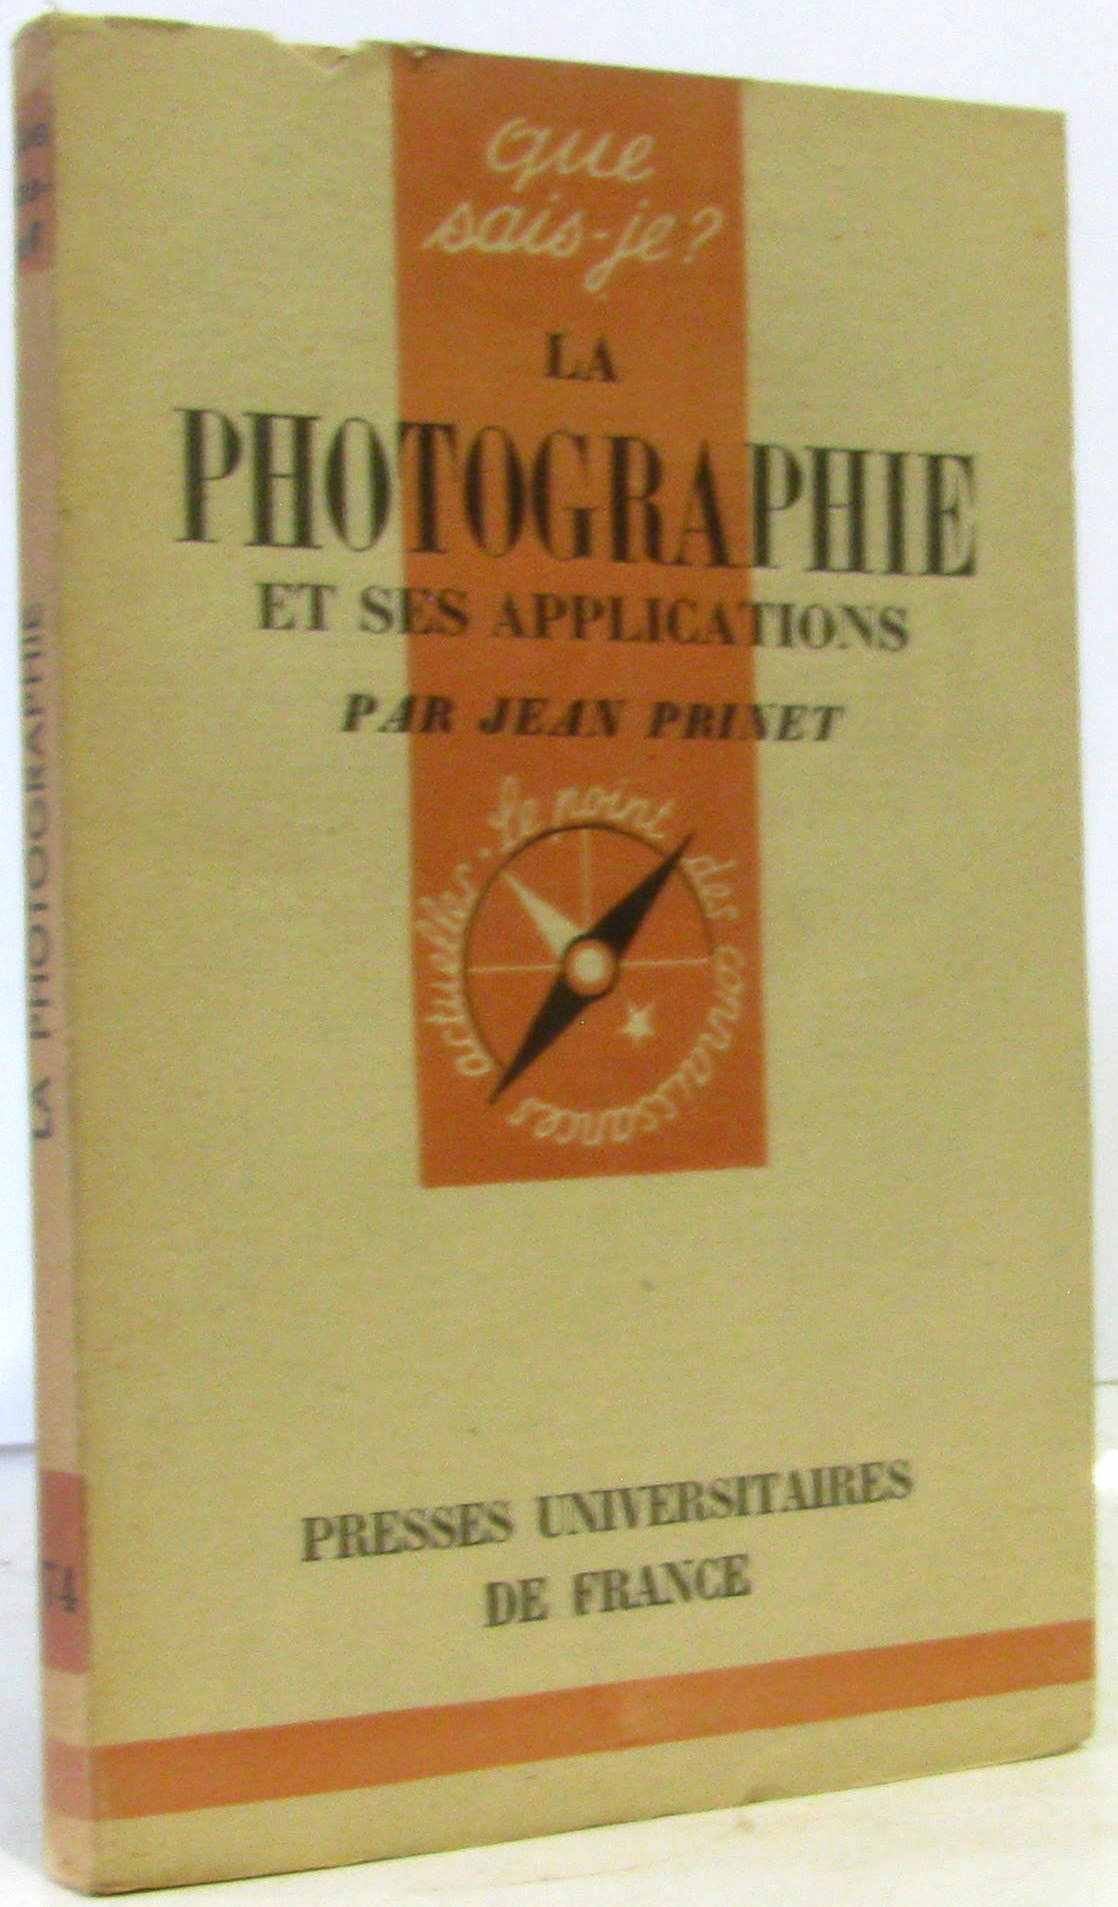 que
sais-je?
LA
PHOTOGRAPHIE
ET SES APPLICATIONS
PAR JEAN PRINET
Le point des connaissances actuelles.
PRESSES UNIVERSITAIRES
DE FRANCE
LA PHOTOGRAPHIE
74